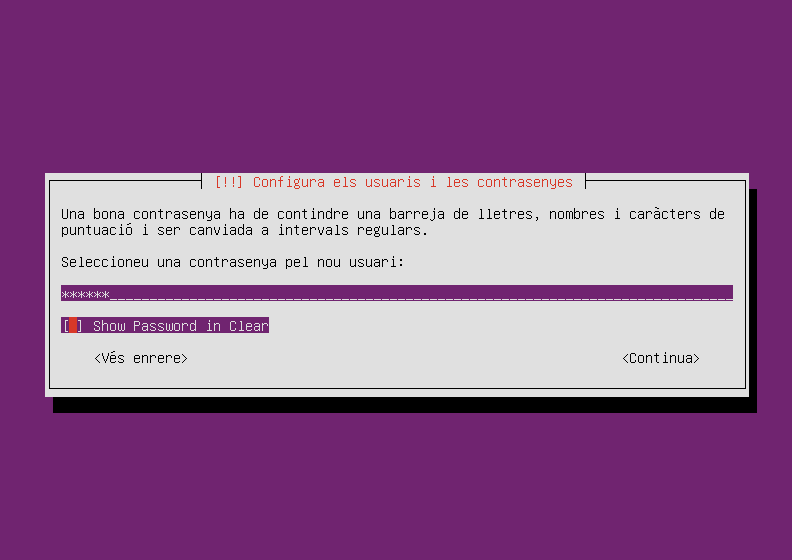 [!!] Configura els usuaris i les contrasenyes
Una bona contrasenya ha de contindre una barreja de lletres, nombres i caràcters de
puntuació i ser canviada a intervals regulars.
Seleccioneu una contrasenya pel nou usuari:
******
[ ] Show Password in Clear
<Vés enrere> <Continua>